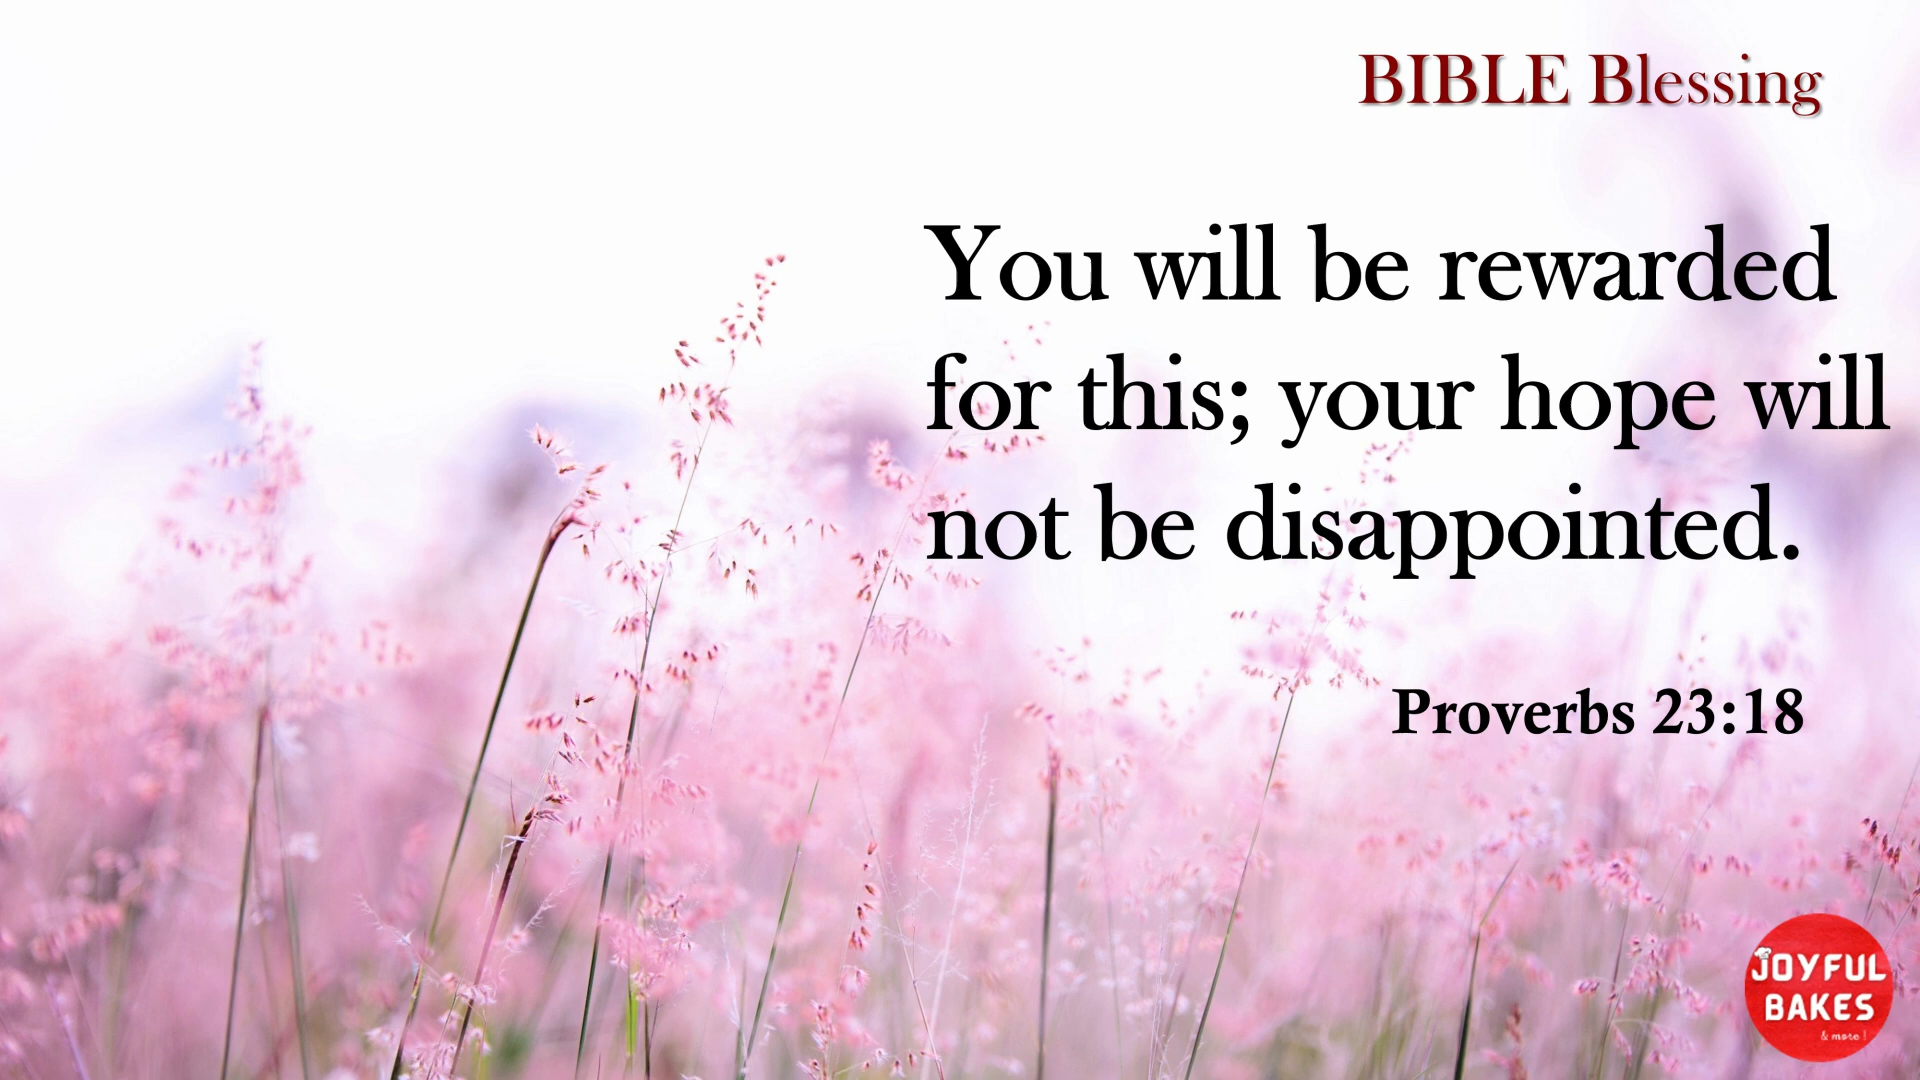 BIBLE Blessing
You will be rewarded
for this; your hope will
not be disappointed.
Proverbs 23:18
JOYFUL
BAKES
& more!